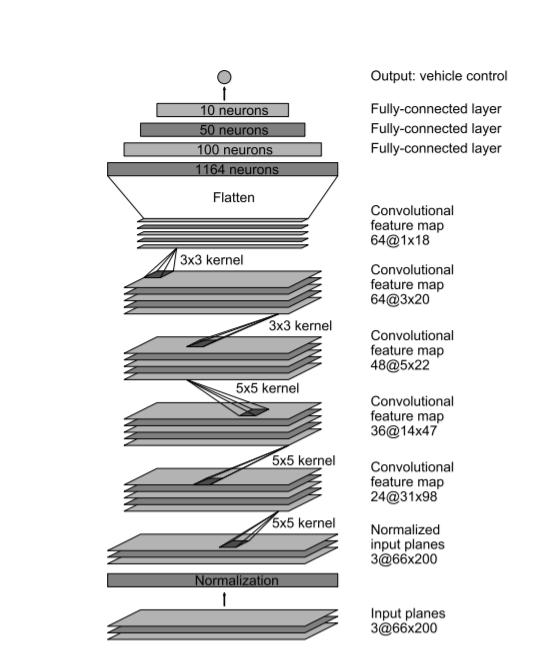 Output: vehicle control
10 neurons
Fully-connected layer
50 neurons
Fully-connected layer
100 neurons
Fully-connected layer
1164 neurons
Flatten
Convolutional
feature map
64@1x18
3x3 kernel
Convolutional
feature map
64@3x20
3x3 kernel
Convolutional
feature map
48@5x22
5x5 kernel
Convolutional
feature map
36@14x47
5x5 kernel
Convolutional
feature map
24@31x98
5x5 kernel
Normalized
input planes
3@66x200
Normalization
Input planes
3@66x200